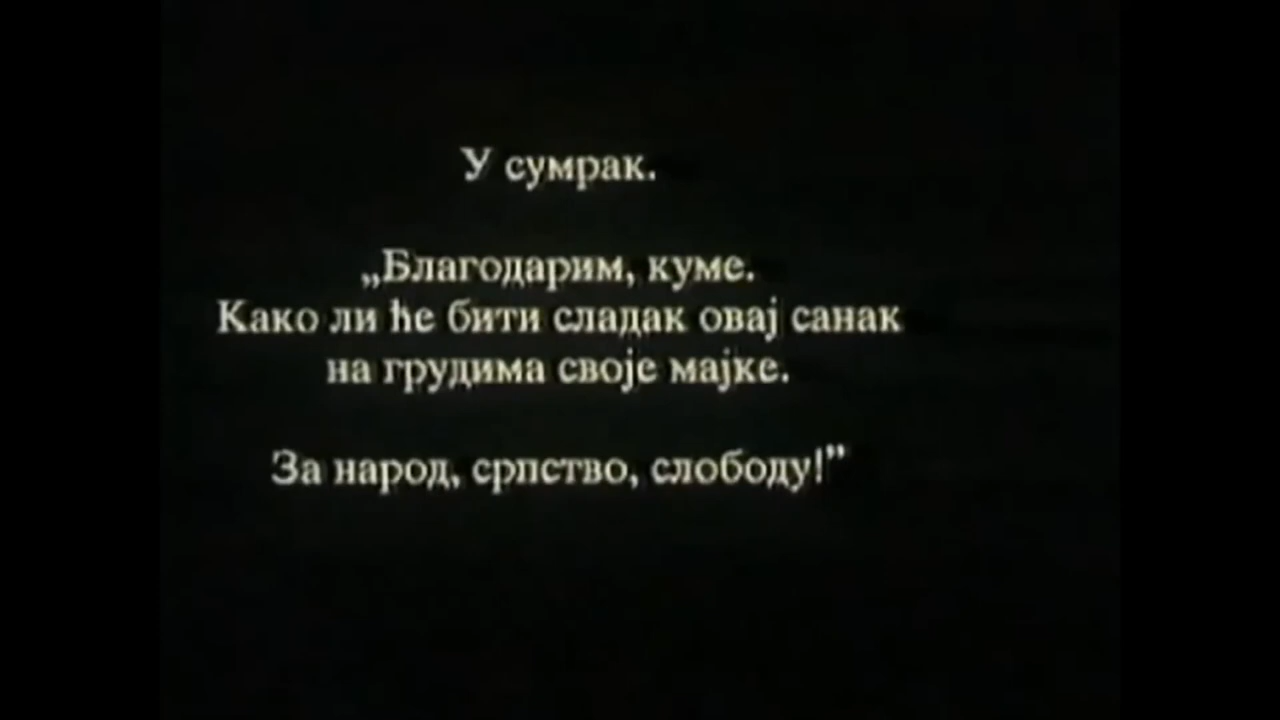 У сумрак.
„Благодарим, куме.
Како ли ће бити сладак овај санак
на грудима своје мајке.
За народ, српство, слободу!”